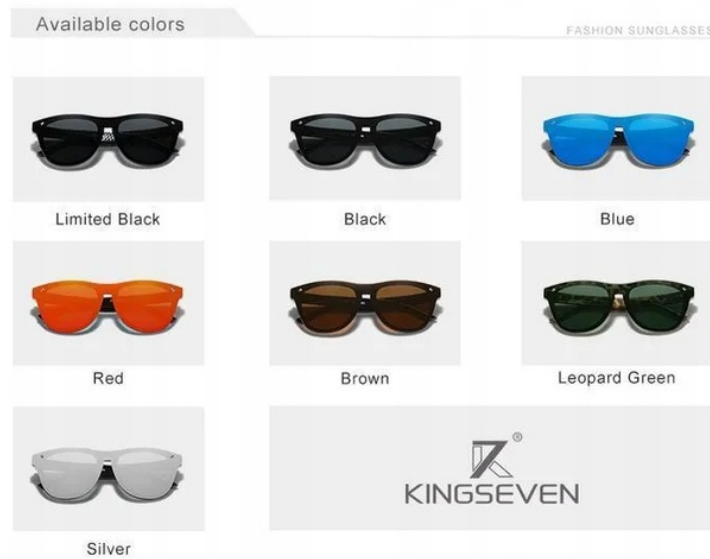 Available colors
FASHION SUNGLASSES
Limited Black
Black
Blue
Red
Brown
Leopard Green
®
KINGSEVEN
Silver